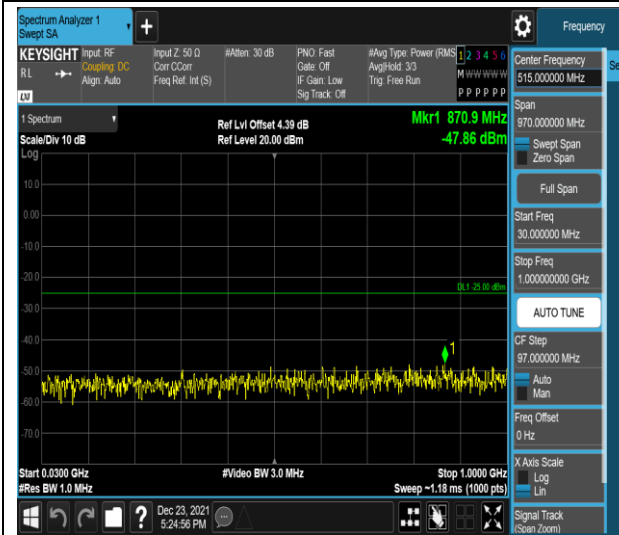 Spectrum Analyzer 1
Swept SA
+
Frequency
KEYSIGHT
RL
LXI
Input: RF
Coupling: DC
Align: Auto
Input Z: 50 Ω
Corr CCorr
Freq Ref: Int (S)
#Atten: 30 dB
PNO: Fast
Gate: Off
IF Gain: Low
Sig Track: Off
#Avg Type: Power (RMS
Avg|Hold: 3/3
Trig: Free Run
1 2 3 4 5 6
M W W W W W
P P P P P P
1 Spectrum
Scale/Div 10 dB
Ref Lvl Offset 4.39 dB
Ref Level 20.00 dBm
Mkr1 870.9 MHz
-47.86 dBm
Log
10.0
0.00
-10.0
-20.0
-30.0
-40.0
-50.0
-60.0
-70.0
DL1 -25.00 dBm
1
Start 0.0300 GHz
#Res BW 1.0 MHz
#Video BW 3.0 MHz
Stop 1.0000 GHz
Sweep ~1.18 ms (1000 pts)
?
Dec 23, 2021
5:24:56 PM
Center Frequency
515.000000 MHz
Span
970.000000 MHz
Swept Span
Zero Span
Full Span
Start Freq
30.000000 MHz
Stop Freq
1.000000000 GHz
AUTO TUNE
CF Step
97.000000 MHz
Auto
Man
Freq Offset
0 Hz
X Axis Scale
Log
Lin
Signal Track
(Span Zoom)
Se